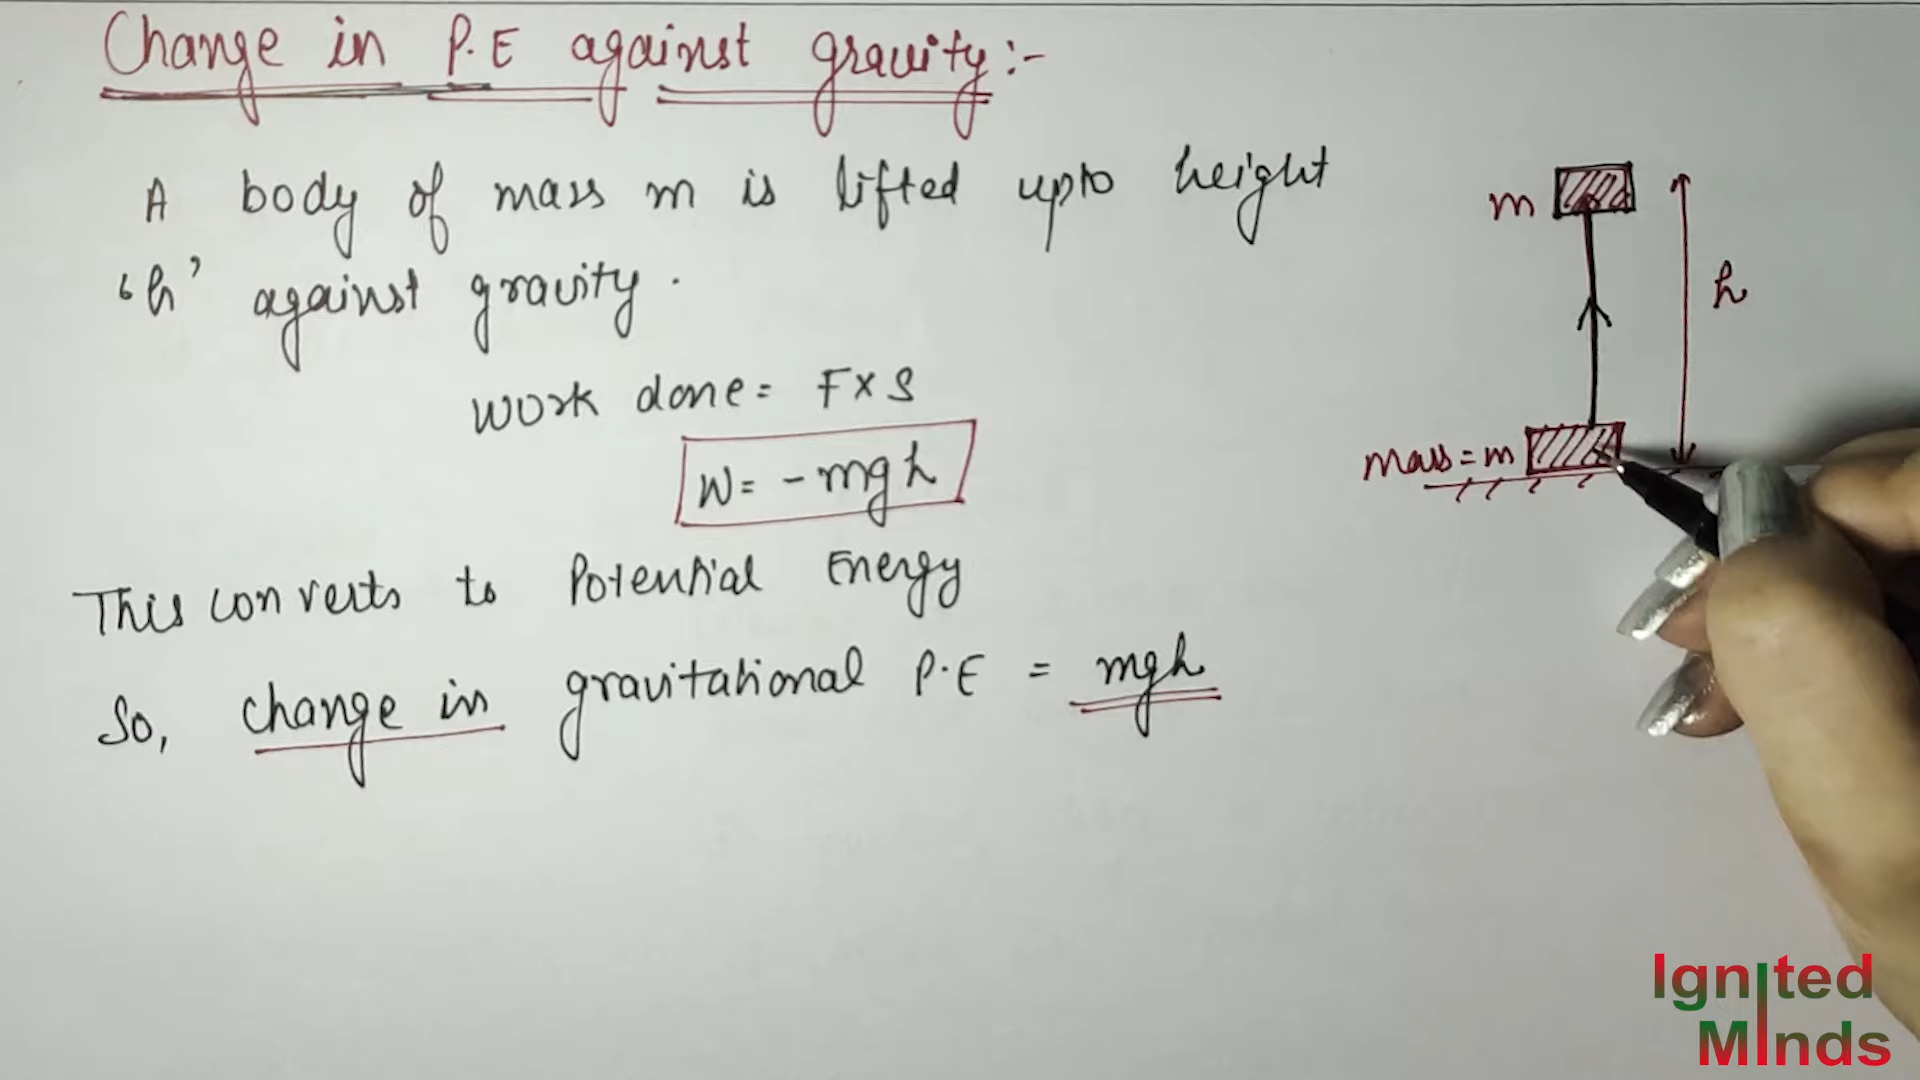 Change in P.E against gravity:-
A body of mass m is lifted upto height
'h' against gravity.
Work done = F×S
W = -mgh
This converts to Potential Energy
So, change in gravitational P.E = mgh
m
h
mass = m
Ignited
Minds